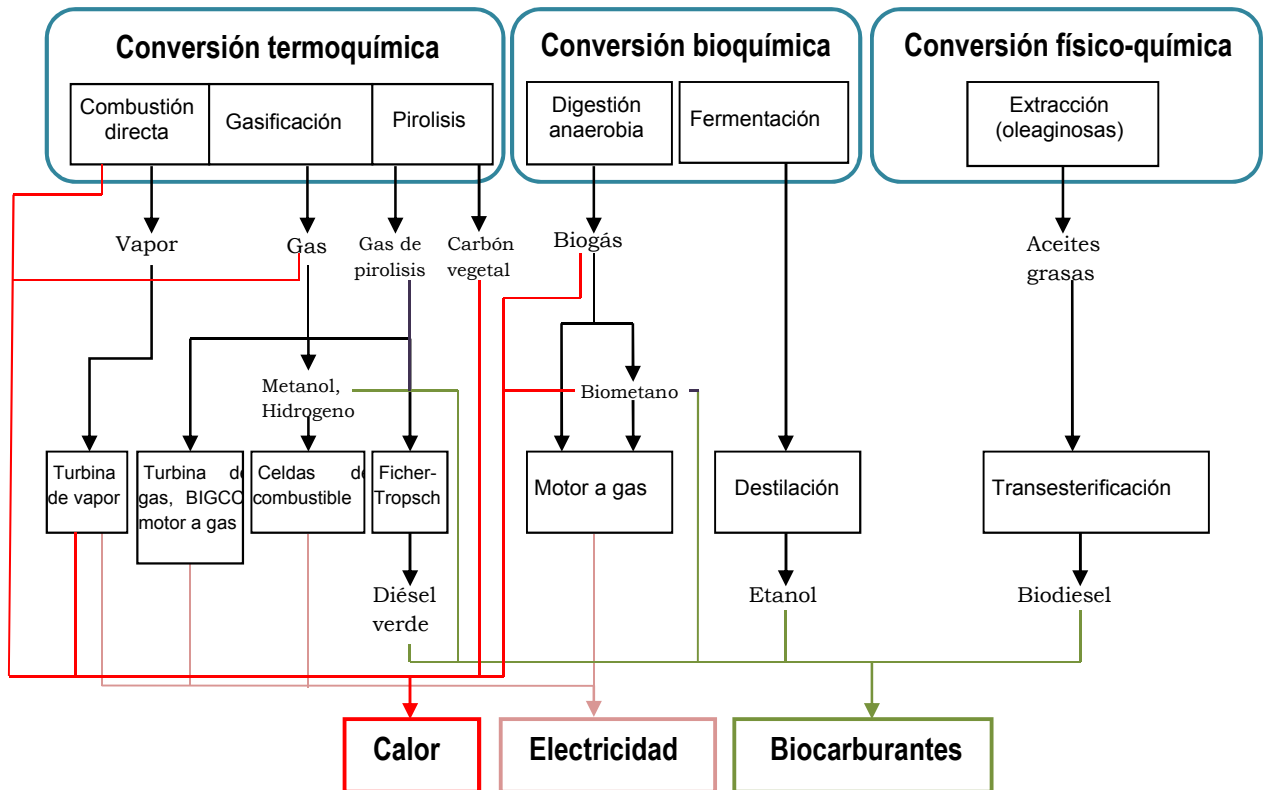 Conversión termoquímica
Combustión
directa
Gasificación
Pirolisis
Conversión bioquímica
Digestión
anaerobia
Fermentación
Conversión físico-química
Extracción
(oleaginosas)
Vapor
Gas
Gas de
pirolisis
Carbón
vegetal
Biogás
Aceites
grasas
Metanol,
Hidrogeno
Biometano
Turbina
de vapor
Turbina de
gas, BIGCC
motor a gas
Celdas de
combustible
Ficher-
Tropsch
Motor a gas
Destilación
Transesterificación
Diésel
verde
Etanol
Biodiesel
Calor
Electricidad
Biocarburantes